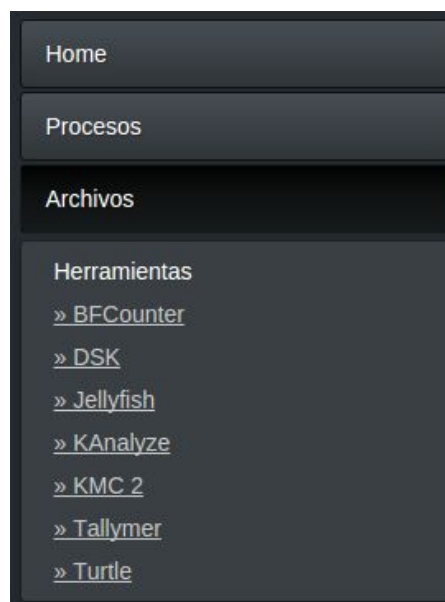 Home
Procesos
Archivos
Herramientas
» BFCounter
» DSK
» Jellyfish
» KAnalyze
» KMC 2
» Tallymer
» Turtle